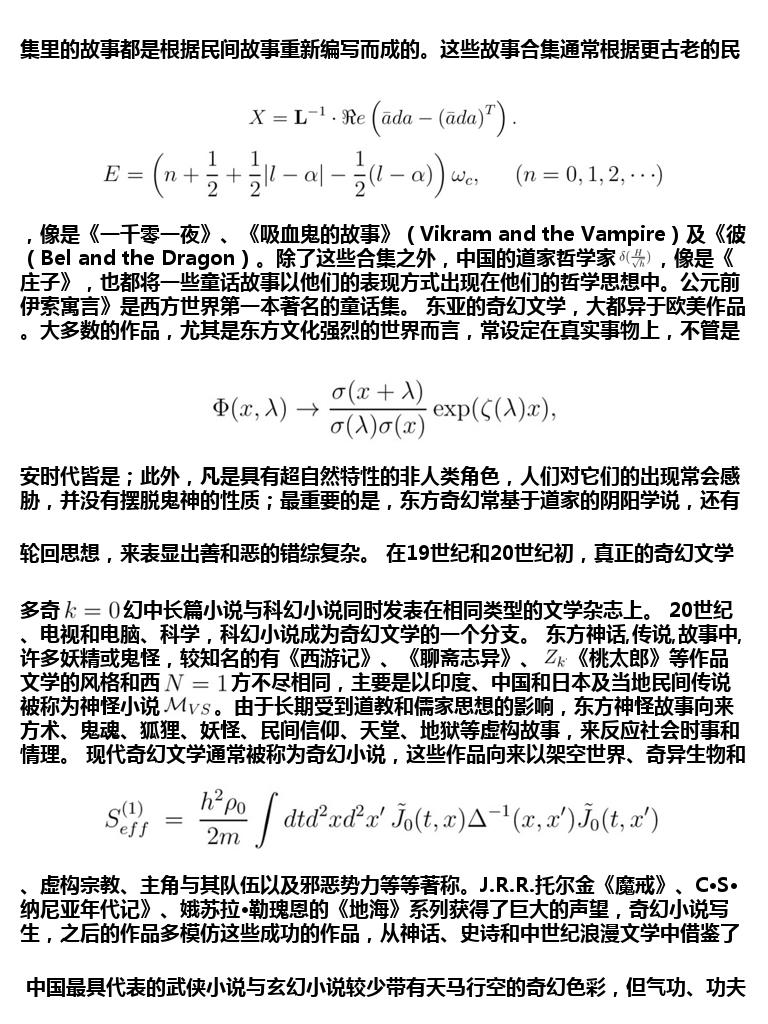 集里的故事都是根据民间故事重新编写而成的。这些故事合集通常根据更古老的民
$X = \mathbf{L}^{-1} \cdot \Re e \left( \bar{a}da - (\bar{a}da)^T \right).$
$E = \left( n + \frac{1}{2} + \frac{1}{2}|l - \alpha| - \frac{1}{2}(l - \alpha) \right) \omega_c, \quad (n = 0, 1, 2, \cdots)$
，像是《一千零一夜》、《吸血鬼的故事》（Vikram and the Vampire）及《彼
（Bel and the Dragon）。除了这些合集之外，中国的道家哲学家 $\delta(\frac{H}{\sqrt{h}})$ ，像是《
庄子》，也都将一些童话故事以他们的表现方式出现在他们的哲学思想中。公元前
伊索寓言》是西方世界第一本著名的童话集。 东亚的奇幻文学，大都异于欧美作品
。大多数的作品，尤其是东方文化强烈的世界而言，常设定在真实事物上，不管是
$\Phi(x, \lambda) \rightarrow \frac{\sigma(x + \lambda)}{\sigma(\lambda)\sigma(x)} \exp(\zeta(\lambda)x),$
安时代皆是；此外，凡是具有超自然特性的非人类角色，人们对它们的出现常会感
胁，并没有摆脱鬼神的性质；最重要的是，东方奇幻常基于道家的阴阳学说，还有
轮回思想，来表显出善和恶的错综复杂。 在19世纪和20世纪初，真正的奇幻文学
多奇 $k = 0$ 幻中长篇小说与科幻小说同时发表在相同类型的文学杂志上。 20世纪
、电视和电脑、科学，科幻小说成为奇幻文学的一个分支。 东方神话,传说,故事中,
许多妖精或鬼怪，较知名的有《西游记》、《聊斋志异》、 $Z_k$ 《桃太郎》等作品
文学的风格和西 $N = 1$ 方不尽相同，主要是以印度、中国和日本及当地民间传说
被称为神怪小说 $\mathcal{M}_{VS}$ 。由于长期受到道教和儒家思想的影响，东方神怪故事向来
方术、鬼魂、狐狸、妖怪、民间信仰、天堂、地狱等虚构故事，来反应社会时事和
情理。 现代奇幻文学通常被称为奇幻小说，这些作品向来以架空世界、奇异生物和
$S_{eff}^{(1)} = \frac{h^2 \rho_0}{2m} \int dt d^2x d^2x' \tilde{J}_0(t, x) \Delta^{-1}(x, x') \tilde{J}_0(t, x')$
、虚构宗教、主角与其队伍以及邪恶势力等等著称。J.R.R.托尔金《魔戒》、C•S•
纳尼亚年代记》、娥苏拉•勒瑰恩的《地海》系列获得了巨大的声望，奇幻小说写
生，之后的作品多模仿这些成功的作品，从神话、史诗和中世纪浪漫文学中借鉴了
中国最具代表的武侠小说与玄幻小说较少带有天马行空的奇幻色彩，但气功、功夫